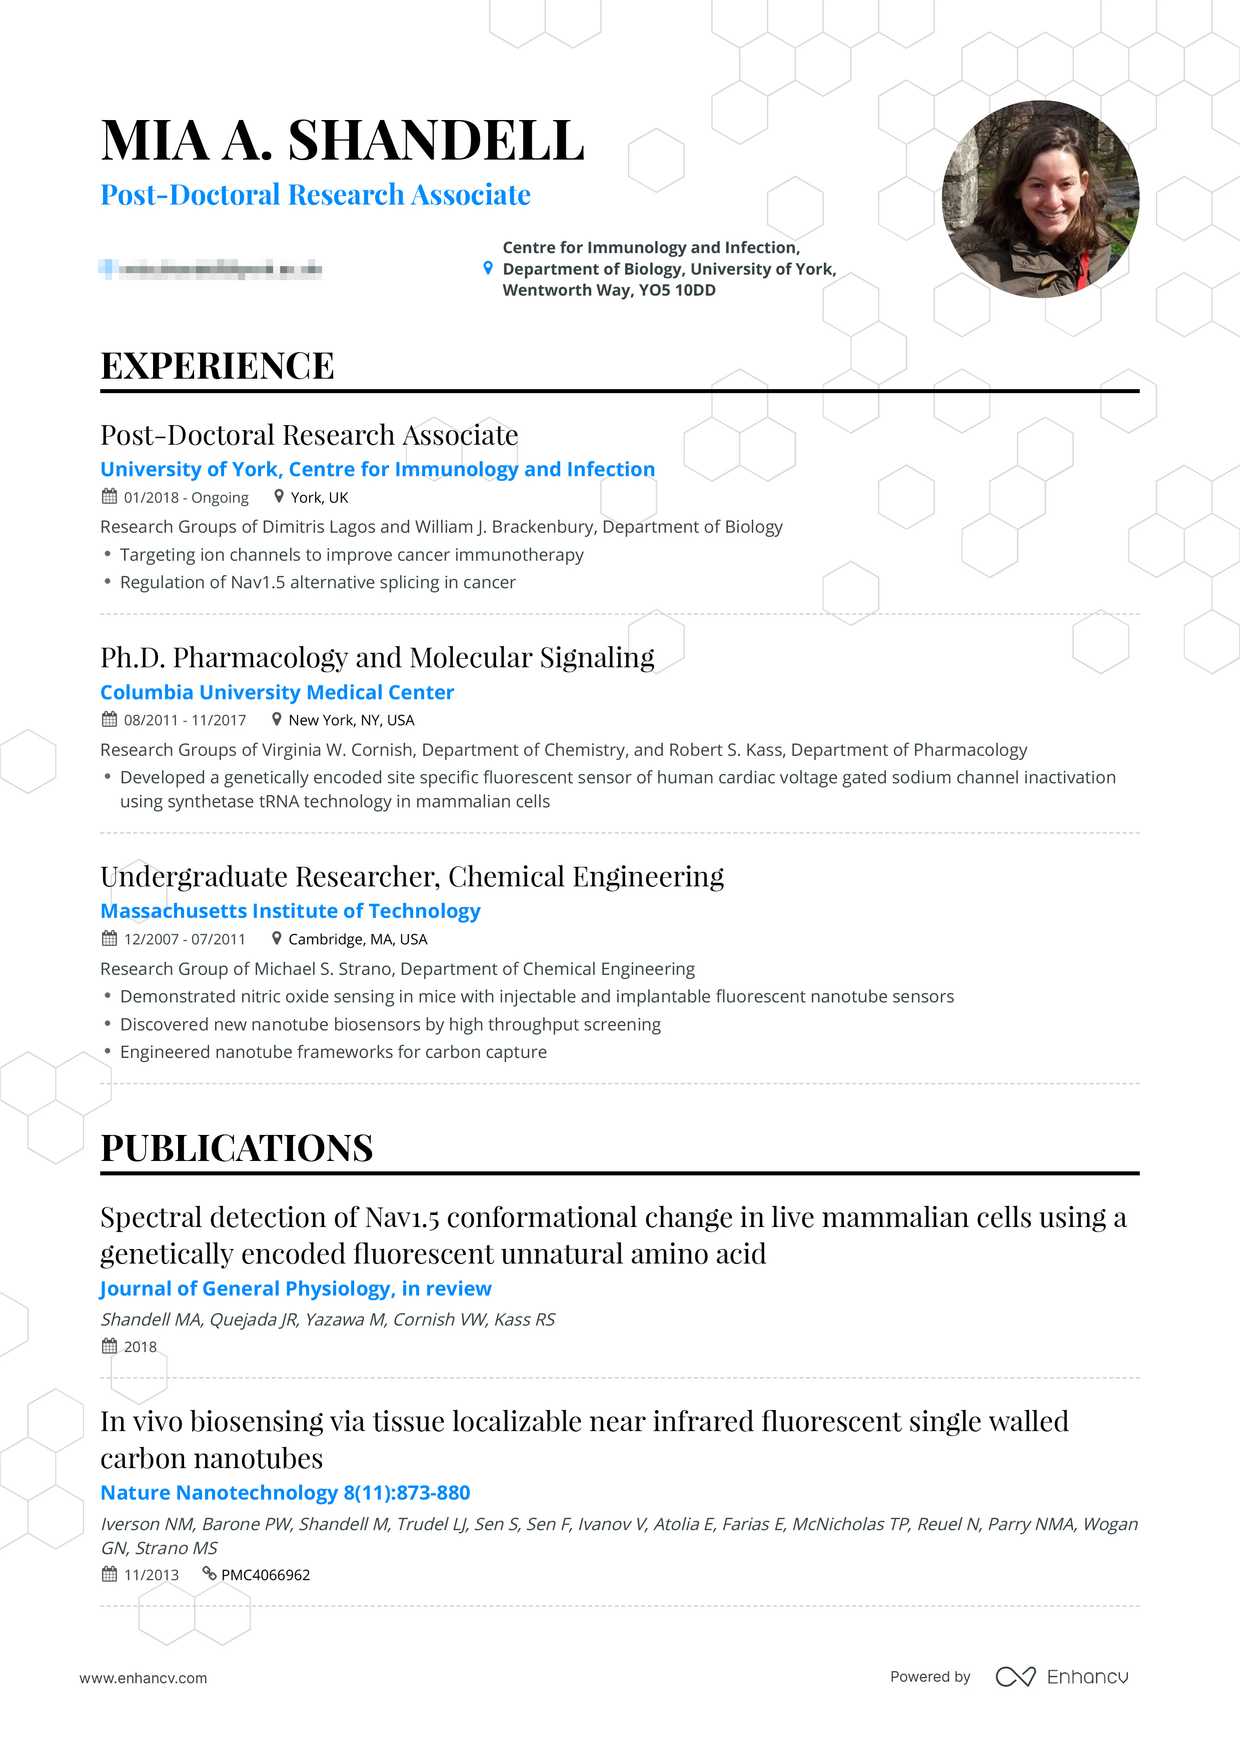 MIA A. SHANDELL
Post-Doctoral Research Associate
Centre for Immunology and Infection,
Department of Biology, University of York,
Wentworth Way, YO5 10DD
EXPERIENCE
Post-Doctoral Research Associate
University of York, Centre for Immunology and Infection
01/2018 - Ongoing York, UK
Research Groups of Dimitris Lagos and William J. Brackenbury, Department of Biology
• Targeting ion channels to improve cancer immunotherapy
• Regulation of Nav1.5 alternative splicing in cancer
Ph.D. Pharmacology and Molecular Signaling
Columbia University Medical Center
08/2011 - 11/2017 New York, NY, USA
Research Groups of Virginia W. Cornish, Department of Chemistry, and Robert S. Kass, Department of Pharmacology
• Developed a genetically encoded site specific fluorescent sensor of human cardiac voltage gated sodium channel inactivation
using synthetase tRNA technology in mammalian cells
Undergraduate Researcher, Chemical Engineering
Massachusetts Institute of Technology
12/2007 - 07/2011 Cambridge, MA, USA
Research Group of Michael S. Strano, Department of Chemical Engineering
• Demonstrated nitric oxide sensing in mice with injectable and implantable fluorescent nanotube sensors
• Discovered new nanotube biosensors by high throughput screening
• Engineered nanotube frameworks for carbon capture
PUBLICATIONS
Spectral detection of Nav1.5 conformational change in live mammalian cells using a
genetically encoded fluorescent unnatural amino acid
Journal of General Physiology, in review
Shandell MA, Quejada JR, Yazawa M, Cornish VW, Kass RS
2018
In vivo biosensing via tissue localizable near infrared fluorescent single walled
carbon nanotubes
Nature Nanotechnology 8(11):873-880
Iverson NM, Barone PW, Shandell M, Trudel LJ, Sen S, Sen F, Ivanov V, Atolia E, Farias E, McNicholas TP, Reuel N, Parry NMA, Wogan
GN, Strano MS
11/2013 PMC4066962
www.enhancv.com Powered by Enhancv